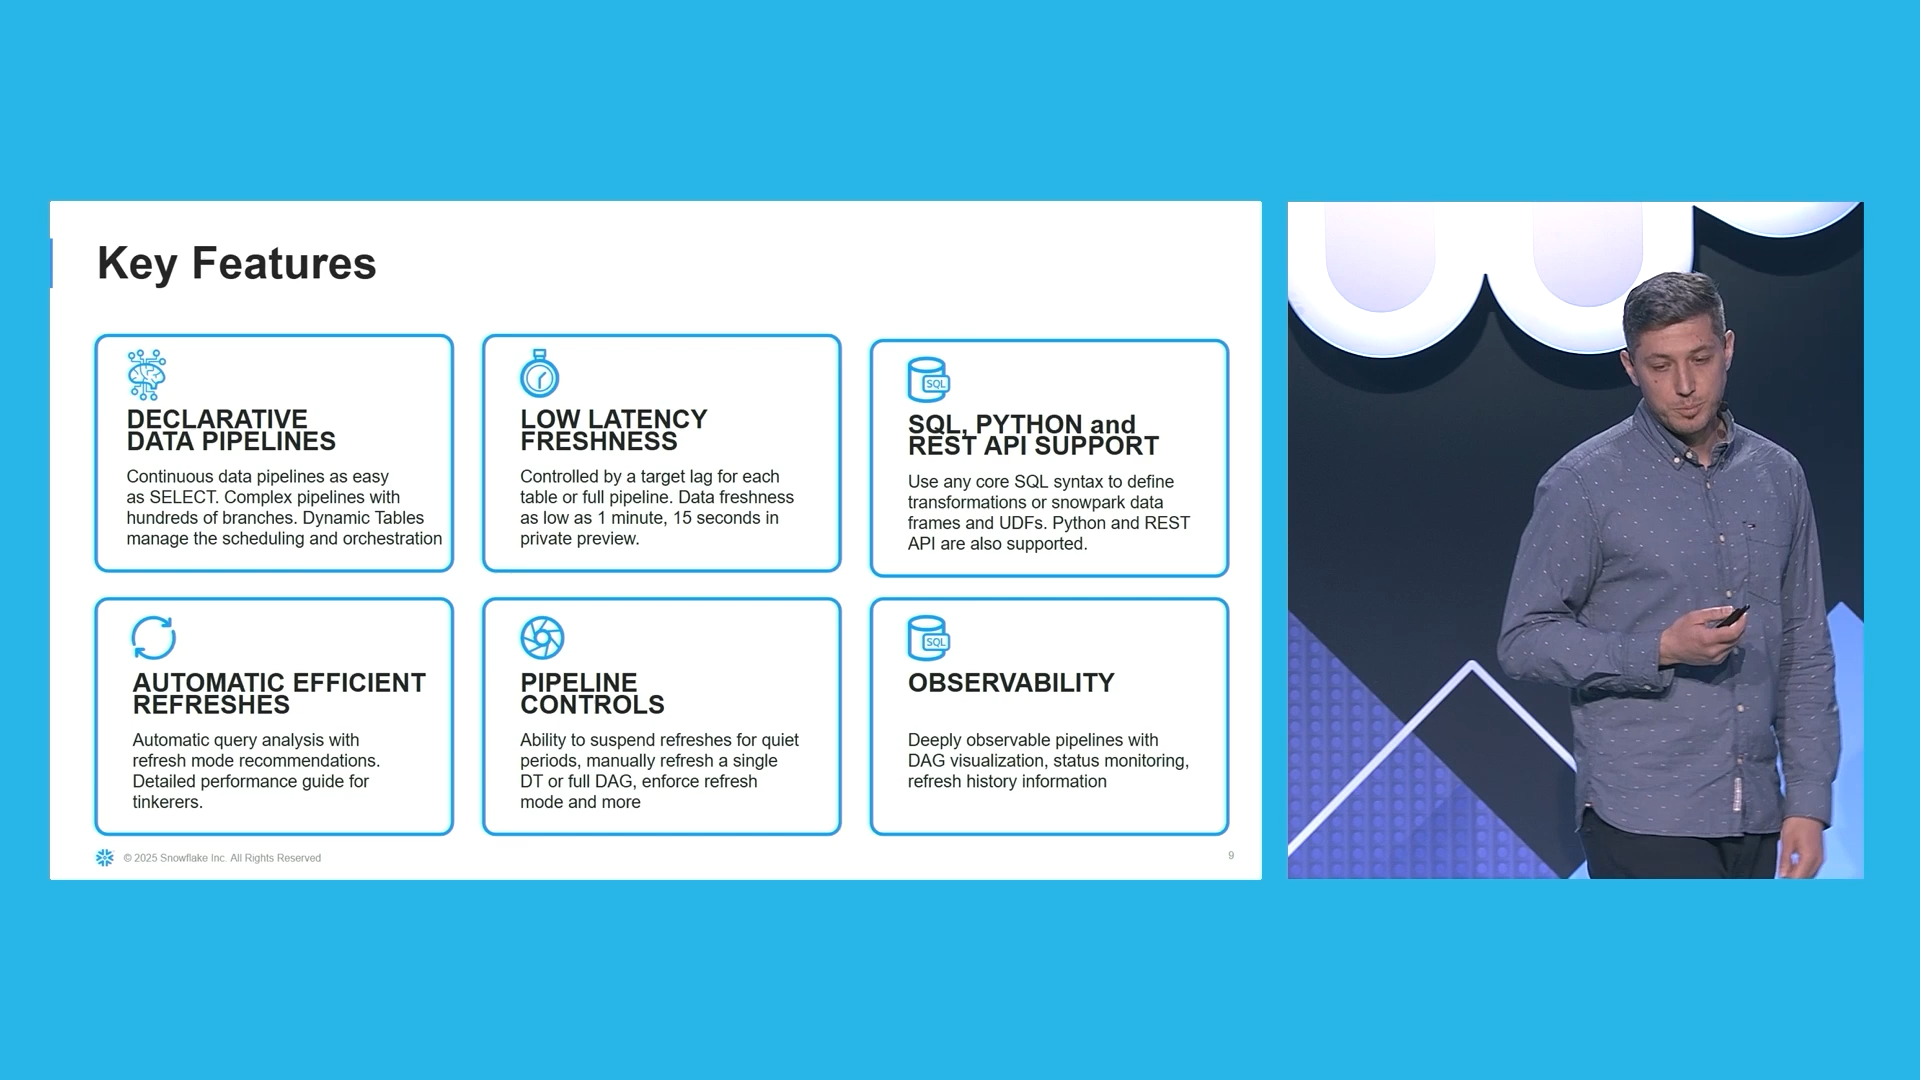 Key Features
DECLARATIVE
DATA PIPELINES
Continuous data pipelines as easy
as SELECT. Complex pipelines with
hundreds of branches. Dynamic Tables
manage the scheduling and orchestration
LOW LATENCY
FRESHNESS
Controlled by a target lag for each
table or full pipeline. Data freshness
as low as 1 minute, 15 seconds in
private preview.
SQL
SQL, PYTHON and
REST API SUPPORT
Use any core SQL syntax to define
transformations or snowpark data
frames and UDFs. Python and REST
API are also supported.
AUTOMATIC EFFICIENT
REFRESHES
Automatic query analysis with
refresh mode recommendations.
Detailed performance guide for
tinkerers.
PIPELINE
CONTROLS
Ability to suspend refreshes for quiet
periods, manually refresh a single
DT or full DAG, enforce refresh
mode and more
SQL
OBSERVABILITY
Deeply observable pipelines with
DAG visualization, status monitoring,
refresh history information
© 2025 Snowflake Inc. All Rights Reserved
9